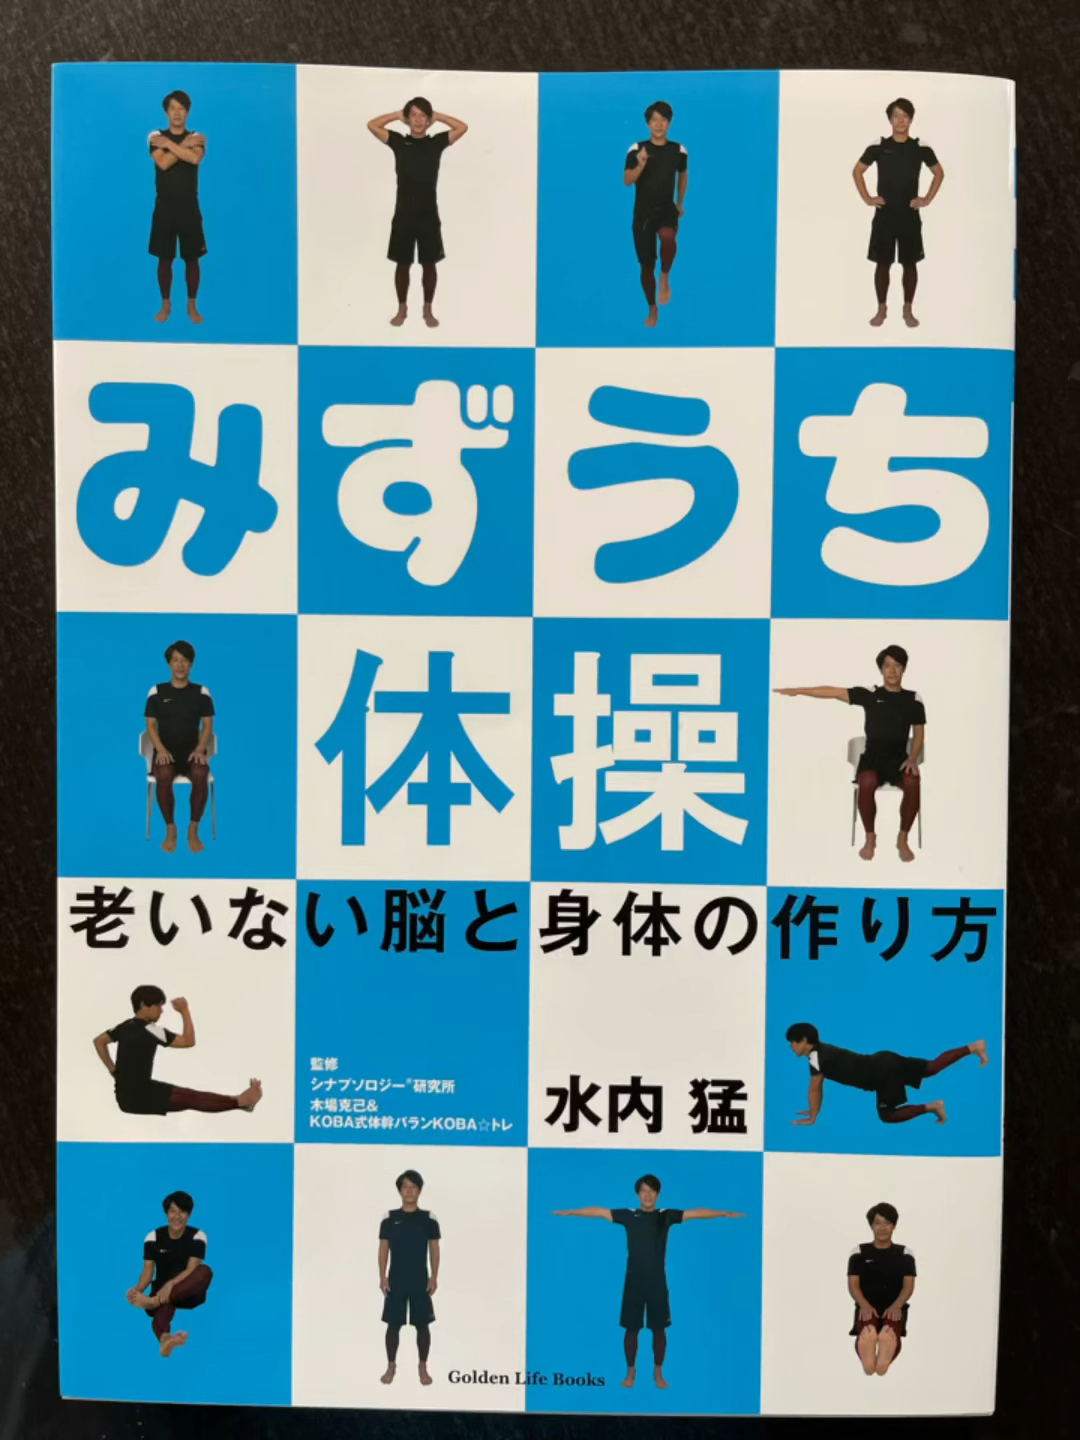 みずうち
体操
老いない脳と身体の作り方
監修
シナプソロジー®研究所
木場克己&
KOBA式体幹バランKOBA☆トレ
水内 猛
Golden Life Books